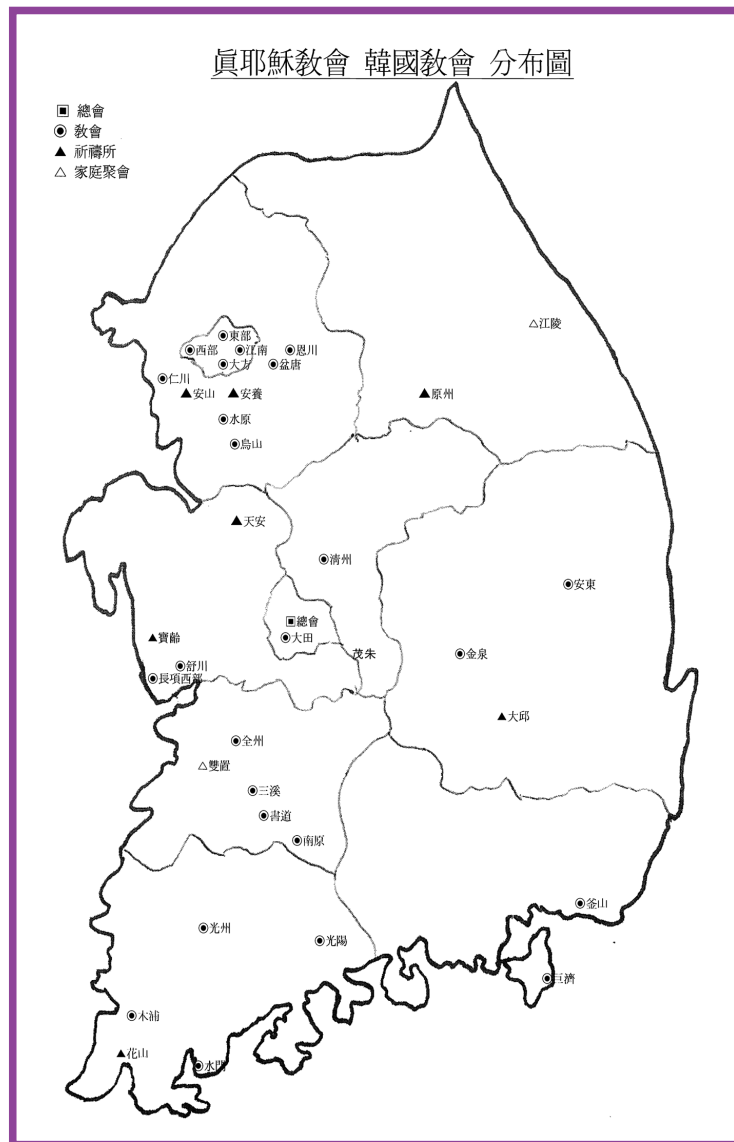 眞耶穌教會 韓國教會 分布圖
總會
教會
祈禱所
家庭聚會
江陵
東部
西部
江南
恩川
大方
盆唐
仁川
安山
安養
原州
水原
烏山
天安
淸州
安東
總會
大田
寶齡
茂朱
金泉
舒川
長項西部
大邱
全州
雙置
三溪
書道
南原
釜山
光州
光陽
巨濟
木浦
花山
水門